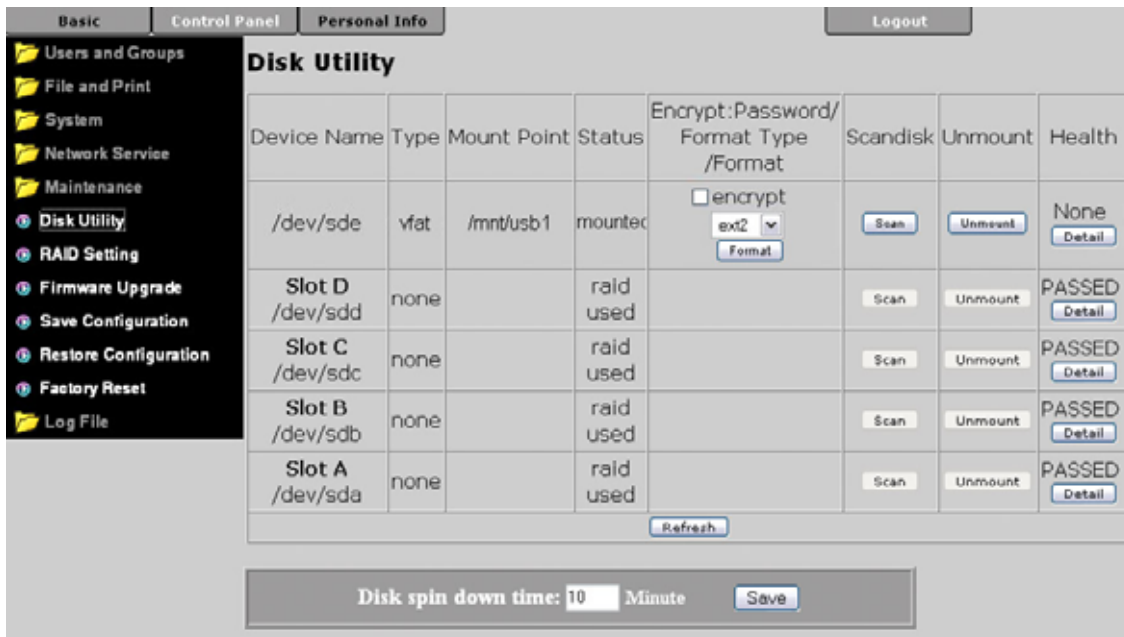 Basic
Control Panel
Personal Info
Logout
Users and Groups
File and Print
System
Network Service
Maintenance
Disk Utility
RAID Setting
Firmware Upgrade
Save Configuration
Restore Configuration
Factory Reset
Log File
Disk Utility
Device Name Type Mount Point Status Encrypt:Password/ Scandisk Unmount Health
Format Type
/Format
/dev/sde vfat /mnt/usb1 mounted encrypt Scan Unmount None
ext2 Detail
Format
Slot D none raid Scan Unmount PASSED
/dev/sdd used Detail
Slot C none raid Scan Unmount PASSED
/dev/sdc used Detail
Slot B none raid Scan Unmount PASSED
/dev/sdb used Detail
Slot A none raid Scan Unmount PASSED
/dev/sda used Detail
Refresh
Disk spin down time: 10 Minute Save